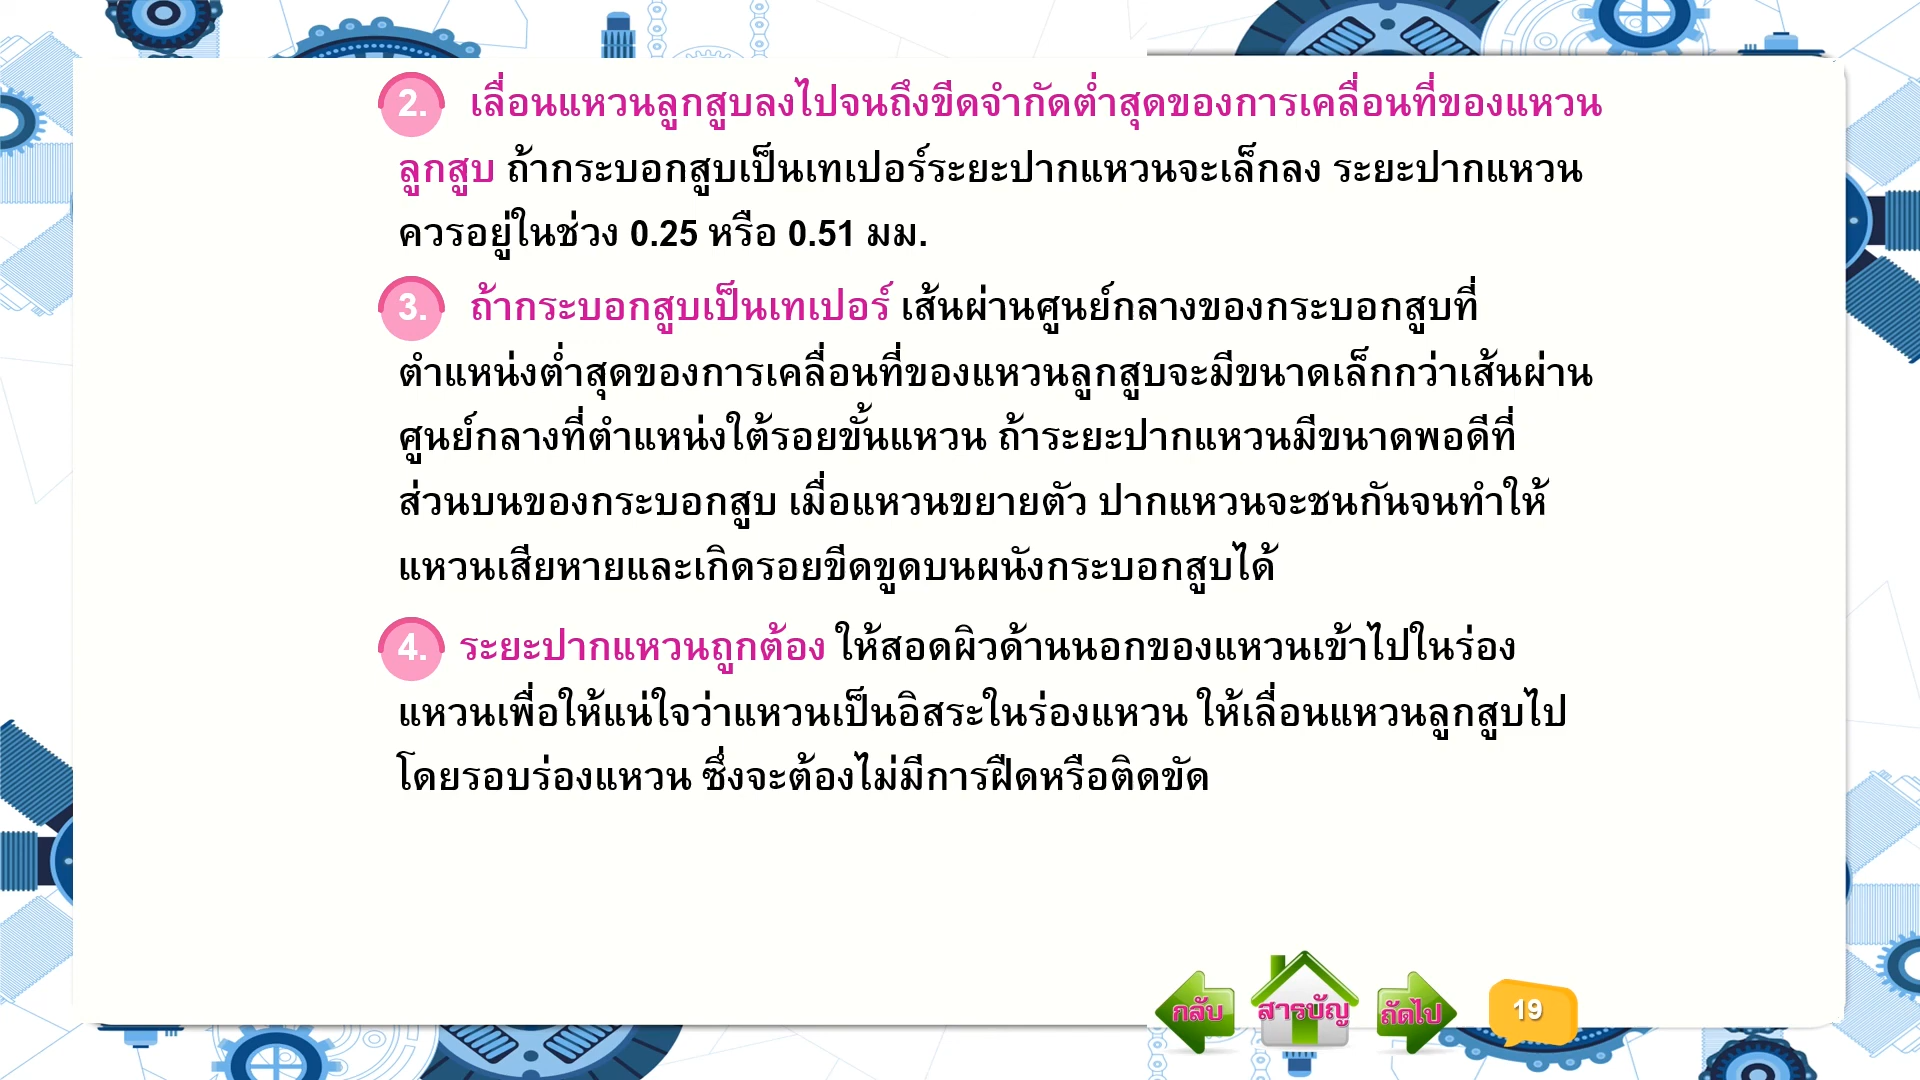 2. เลื่อนแหวนลูกสูบลงไปจนถึงขีดจำกัดต่ำสุดของการเคลื่อนที่ของแหวน
ลูกสูบ ถ้ากระบอกสูบเป็นเทเปอร์ระยะปากแหวนจะเล็กลง ระยะปากแหวน
ควรอยู่ในช่วง 0.25 หรือ 0.51 มม.
3. ถ้ากระบอกสูบเป็นเทเปอร์ เส้นผ่านศูนย์กลางของกระบอกสูบที่
ตำแหน่งต่ำสุดของการเคลื่อนที่ของแหวนลูกสูบจะมีขนาดเล็กกว่าเส้นผ่าน
ศูนย์กลางที่ตำแหน่งใต้รอยขั้นแหวน ถ้าระยะปากแหวนมีขนาดพอดีที่
ส่วนบนของกระบอกสูบ เมื่อแหวนขยายตัว ปากแหวนจะชนกันจนทำให้
แหวนเสียหายและเกิดรอยขีดขูดบนผนังกระบอกสูบได้
4. ระยะปากแหวนถูกต้อง ให้สอดผิวด้านนอกของแหวนเข้าไปในร่อง
แหวนเพื่อให้แน่ใจว่าแหวนเป็นอิสระในร่องแหวน ให้เลื่อนแหวนลูกสูบไป
โดยรอบร่องแหวน ซึ่งจะต้องไม่มีการฝืดหรือติดขัด
กลับ สารบัญ ถัดไป 19